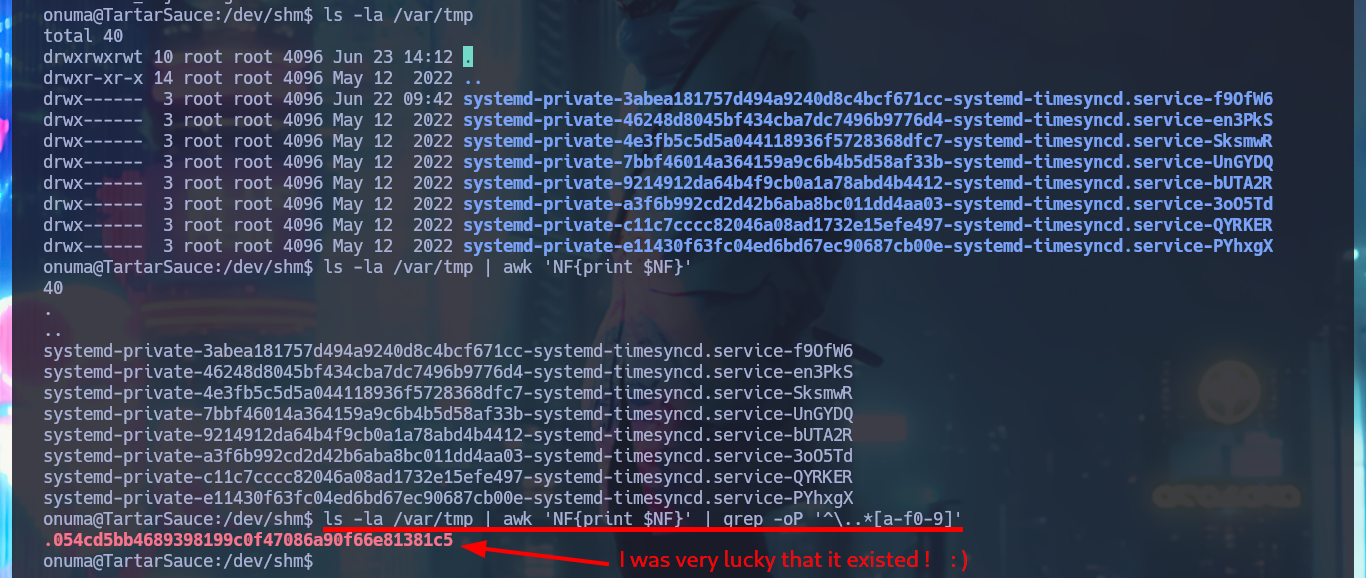 onuma@TartarSauce:/dev/shm$ ls -la /var/tmp
total 40
drwxrwxrwt 10 root root 4096 Jun 23 14:12 .
drwxr-xr-x 14 root root 4096 May 12  2022 ..
drwx------  3 root root 4096 Jun 22 09:42 systemd-private-3abea181757d494a9240d8c4bcf671cc-systemd-timesyncd.service-f9OfW6
drwx------  3 root root 4096 May 12  2022 systemd-private-46248d8045bf434cba7dc7496b9776d4-systemd-timesyncd.service-en3PkS
drwx------  3 root root 4096 May 12  2022 systemd-private-4e3fb5c5d5a044118936f5728368dfc7-systemd-timesyncd.service-SksmwR
drwx------  3 root root 4096 May 12  2022 systemd-private-7bbf46014a364159a9c6b4b5d58af33b-systemd-timesyncd.service-UnGYDQ
drwx------  3 root root 4096 May 12  2022 systemd-private-9214912da64b4f9cb0a1a78abd4b4412-systemd-timesyncd.service-bUTA2R
drwx------  3 root root 4096 May 12  2022 systemd-private-a3f6b992cd2d42b6aba8bc011dd4aa03-systemd-timesyncd.service-3oO5Td
drwx------  3 root root 4096 May 12  2022 systemd-private-c11c7cccc82046a08ad1732e15efe497-systemd-timesyncd.service-QYRKER
drwx------  3 root root 4096 May 12  2022 systemd-private-e11430f63fc04ed6bd67ec90687cb00e-systemd-timesyncd.service-PYhxgX
onuma@TartarSauce:/dev/shm$ ls -la /var/tmp | awk 'NF{print $NF}'
40
.
..
systemd-private-3abea181757d494a9240d8c4bcf671cc-systemd-timesyncd.service-f9OfW6
systemd-private-46248d8045bf434cba7dc7496b9776d4-systemd-timesyncd.service-en3PkS
systemd-private-4e3fb5c5d5a044118936f5728368dfc7-systemd-timesyncd.service-SksmwR
systemd-private-7bbf46014a364159a9c6b4b5d58af33b-systemd-timesyncd.service-UnGYDQ
systemd-private-9214912da64b4f9cb0a1a78abd4b4412-systemd-timesyncd.service-bUTA2R
systemd-private-a3f6b992cd2d42b6aba8bc011dd4aa03-systemd-timesyncd.service-3oO5Td
systemd-private-c11c7cccc82046a08ad1732e15efe497-systemd-timesyncd.service-QYRKER
systemd-private-e11430f63fc04ed6bd67ec90687cb00e-systemd-timesyncd.service-PYhxgX
onuma@TartarSauce:/dev/shm$ ls -la /var/tmp | awk 'NF{print $NF}' | grep -oP '^\..*[a-f0-9]'
.054cd5bb4689398199c0f47086a90f66e81381c5
I was very lucky that it existed !   : )
onuma@TartarSauce:/dev/shm$